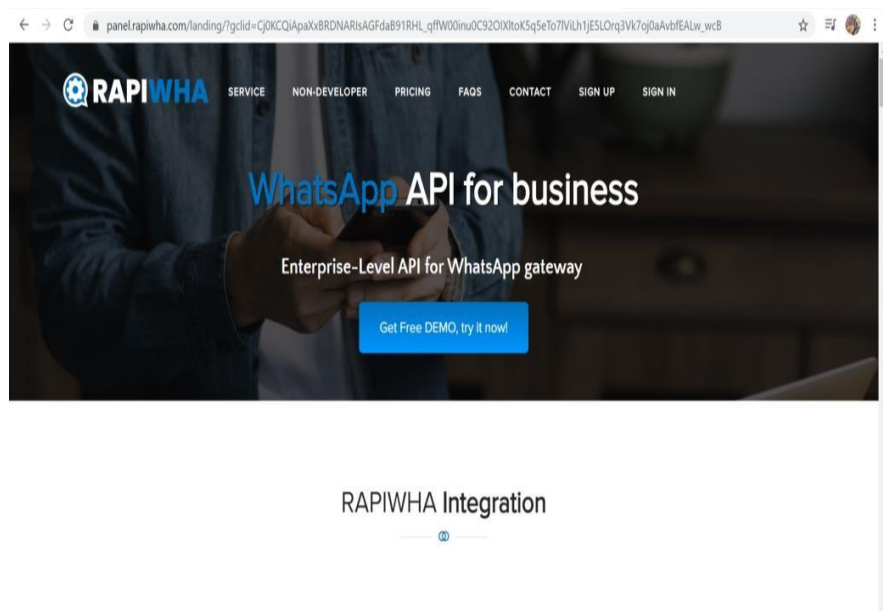 panel.rapiwha.com/landing/?gclid=Cj0KCQiApaXxBRDNARIsAGFdaB91RHL_qffW00inu0C92OIXltoK5q5eTo7lViLh1jE5LOrq3Vk7oj0aAvbfEALw_wcB
RAPIWHA SERVICE NON-DEVELOPER PRICING FAQS CONTACT SIGN UP SIGN IN
WhatsApp API for business
Enterprise-Level API for WhatsApp gateway
Get Free DEMO, try it now!
RAPIWHA Integration